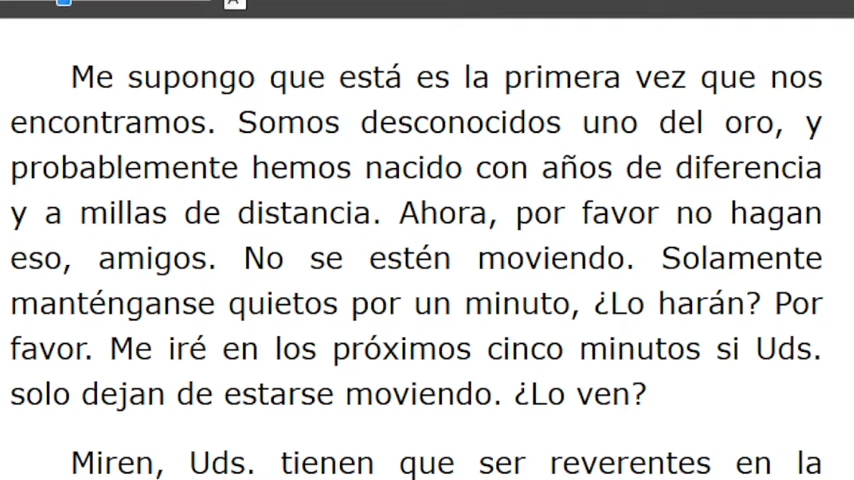 Me supongo que está es la primera vez que nos
encontramos. Somos desconocidos uno del oro, y
probablemente hemos nacido con años de diferencia
y a millas de distancia. Ahora, por favor no hagan
eso, amigos. No se estén moviendo. Solamente
manténganse quietos por un minuto, ¿Lo harán? Por
favor. Me iré en los próximos cinco minutos si Uds.
solo dejan de estarse moviendo. ¿Lo ven?
Miren, Uds. tienen que ser reverentes en la